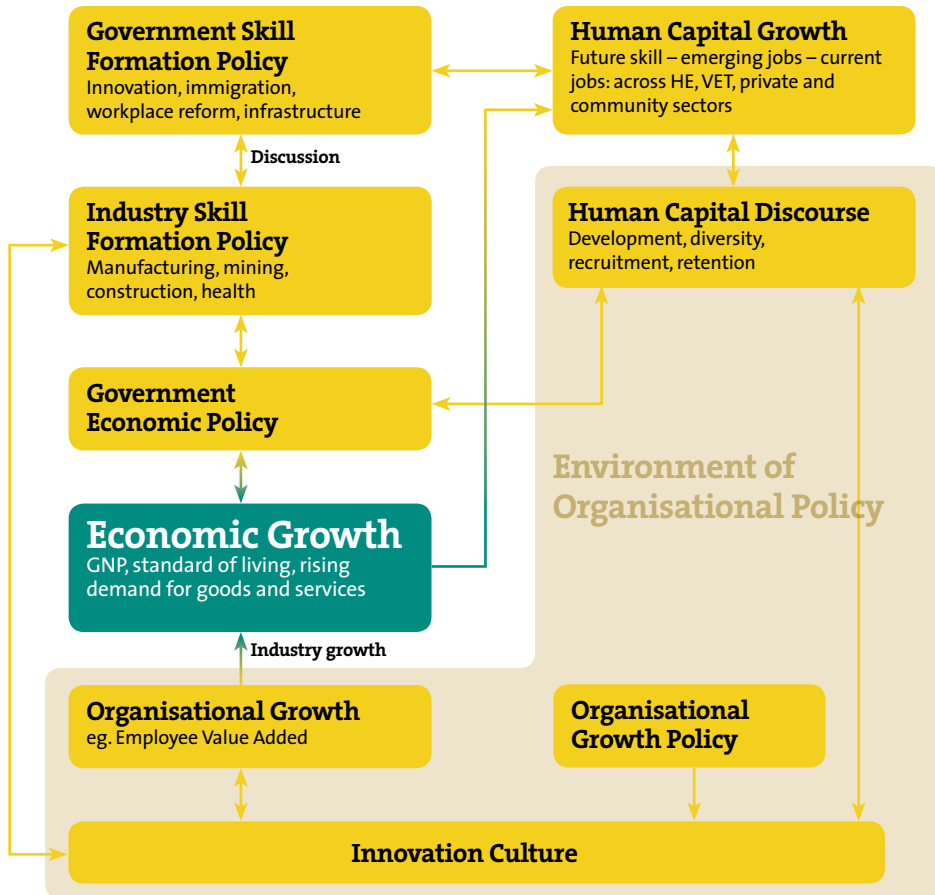 Government Skill
Formation Policy
Innovation, immigration,
workplace reform, infrastructure
Human Capital Growth
Future skill – emerging jobs – current
jobs: across HE, VET, private and
community sectors
Discussion
Industry Skill
Formation Policy
Manufacturing, mining,
construction, health
Human Capital Discourse
Development, diversity,
recruitment, retention
Government
Economic Policy
Environment of
Organisational Policy
Economic Growth
GNP, standard of living, rising
demand for goods and services
Industry growth
Organisational Growth
eg. Employee Value Added
Organisational
Growth Policy
Innovation Culture